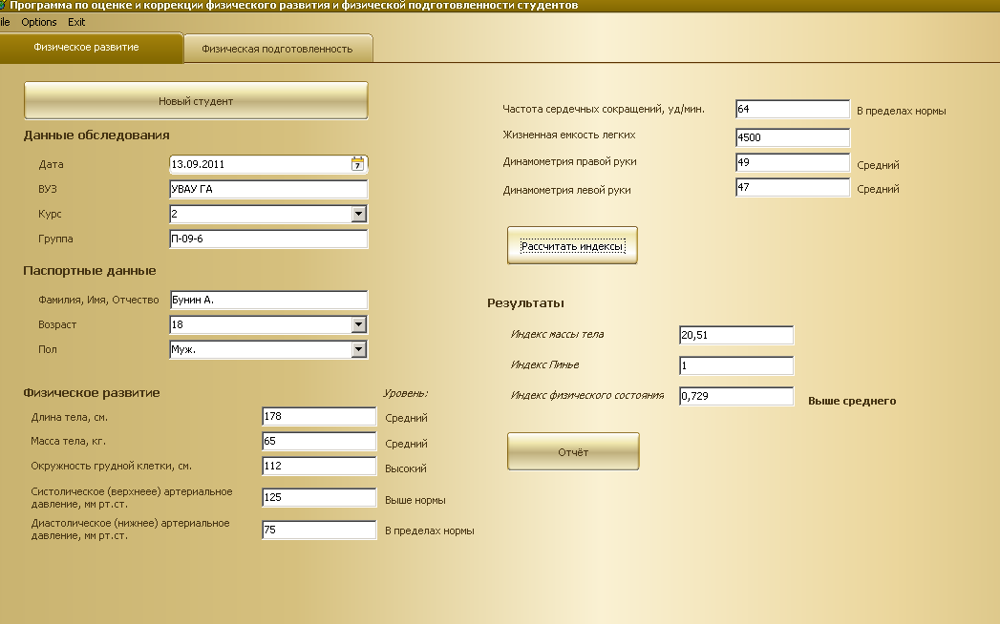 Программа по оценке и коррекции физического развития и физической подготовленности студентов
ile Options Exit
Физическое развитие
Физическая подготовленность
Новый студент
Данные обследования
Дата 13.09.2011
ВУЗ УВАУ ГА
Курс 2
Группа П-09-6
Паспортные данные
Фамилия, Имя, Отчество Бунин А.
Возраст 18
Пол Муж.
Физическое развитие Уровень:
Длина тела, см. 178 Средний
Масса тела, кг. 65 Средний
Окружность грудной клетки, см. 112 Высокий
Систолическое (верхнеее) артериальное
давление, мм рт.ст. 125 Выше нормы
Диастолическое (нижнее) артериальное
давление, мм рт.ст. 75 В пределах нормы
Частота сердечных сокращений, уд/мин. 64 В пределах нормы
Жизненная емкость легких 4500
Динамометрия правой руки 49 Средний
Динамометрия левой руки 47 Средний
Рассчитать индексы
Результаты
Индекс массы тела 20,51
Индекс Пинье 1
Индекс физического состояния 0,729 Выше среднего
Отчёт